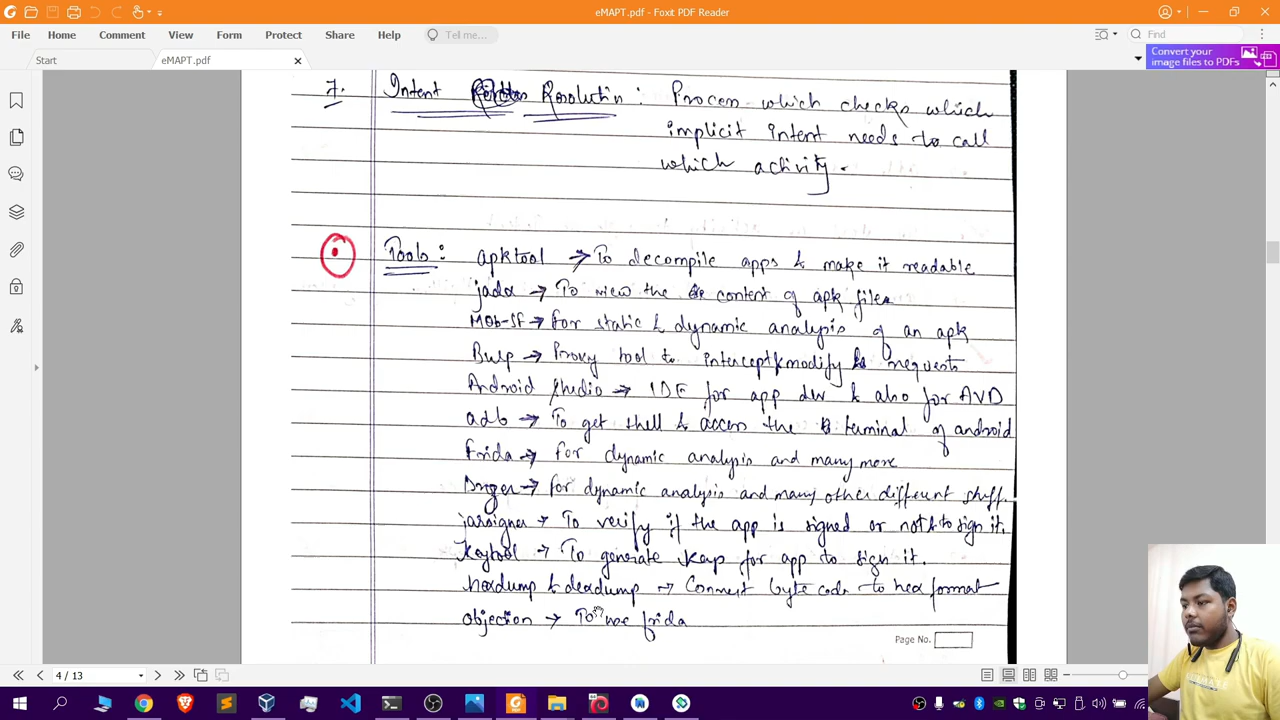 eMAPT.pdf - Foxit PDF Reader
File Home Comment View Form Protect Share Help Tell me... Find
Start eMAPT.pdf
Convert your
image files to PDFs
7. Intent Resolution : Process which checks which
implicit intent needs to call
which activity.
Tools : apktool → To decompile apps & make it readable
jadx → To view the content of apk files
Mob-SF → for static & dynamic analysis of an apk
Burp → Proxy tool to intercept/modify requests
Android Studio → IDE for app dev & also for AVD
adb → To get shell & access the terminal of android
Frida → for dynamic analysis and many more
→ for dynamic analysis and many other different stuff.
jarsigner → To verify if the app is signed or not & to sign it.
Keytool → To generate keys for app to sign it.
hexdump & dexdump → Convert byte code to hex format
objection → To use frida
Page No.
4 / 13